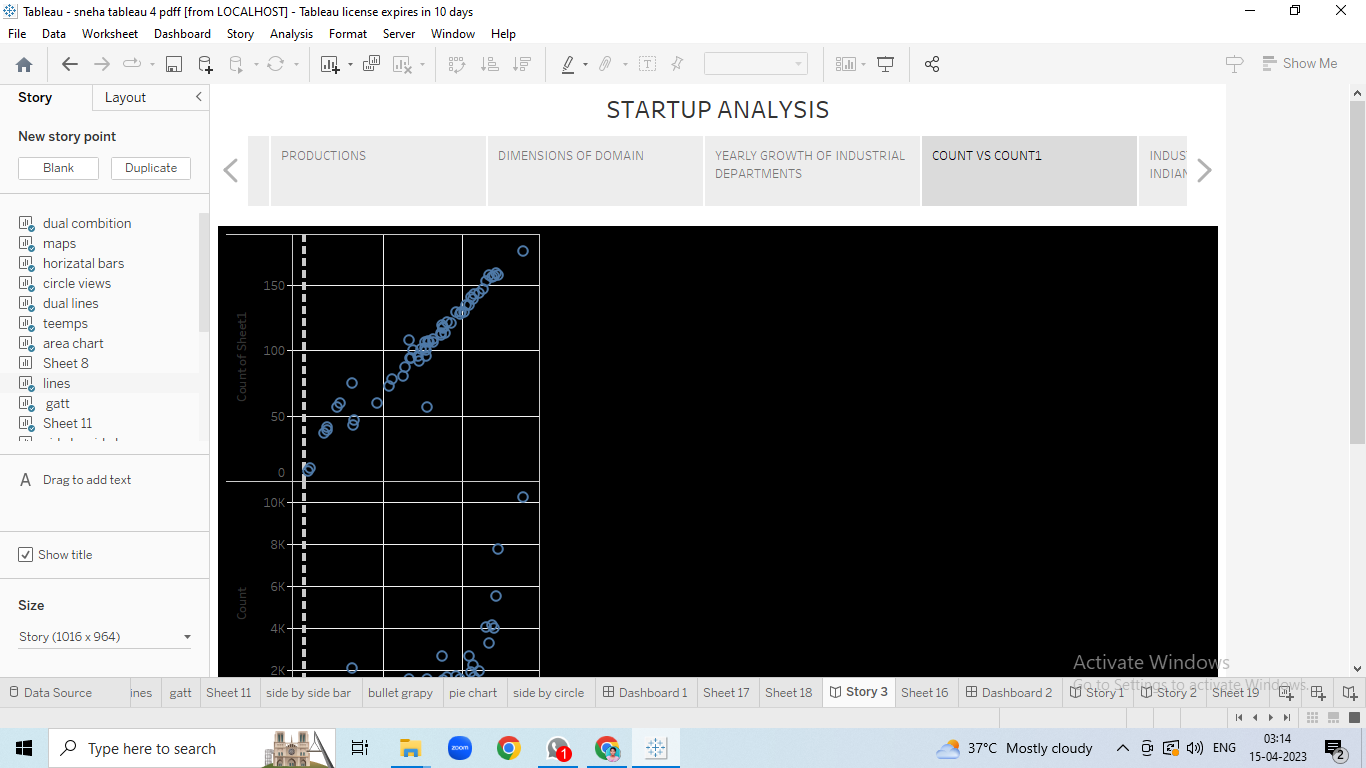 Tableau - sneha tableau 4 pdff [from LOCALHOST] - Tableau license expires in 10 days
File Data Worksheet Dashboard Story Analysis Format Server Window Help
Show Me
Story Layout
New story point
Blank Duplicate
dual combition
maps
horizatal bars
circle views
dual lines
teemps
area chart
Sheet 8
lines
gatt
Sheet 11
A Drag to add text
Show title
Size
Story (1016 x 964)
STARTUP ANALYSIS
PRODUCTIONS
DIMENSIONS OF DOMAIN
YEARLY GROWTH OF INDUSTRIAL
DEPARTMENTS
COUNT VS COUNT1
INDUS
INDIAN
Count of Sheet1
150
100
50
0
Count
10K
8K
6K
4K
2K
Activate Windows
Go to Settings to activate Windows.
Data Source ines gatt Sheet 11 side by side bar bullet grapy pie chart side by circle Dashboard 1 Sheet 17 Sheet 18 Story 3 Sheet 16 Dashboard 2 Story 1 Story 2 Sheet 19
Type here to search
zoom
1
37°C Mostly cloudy
ENG
03:14
15-04-2023
2